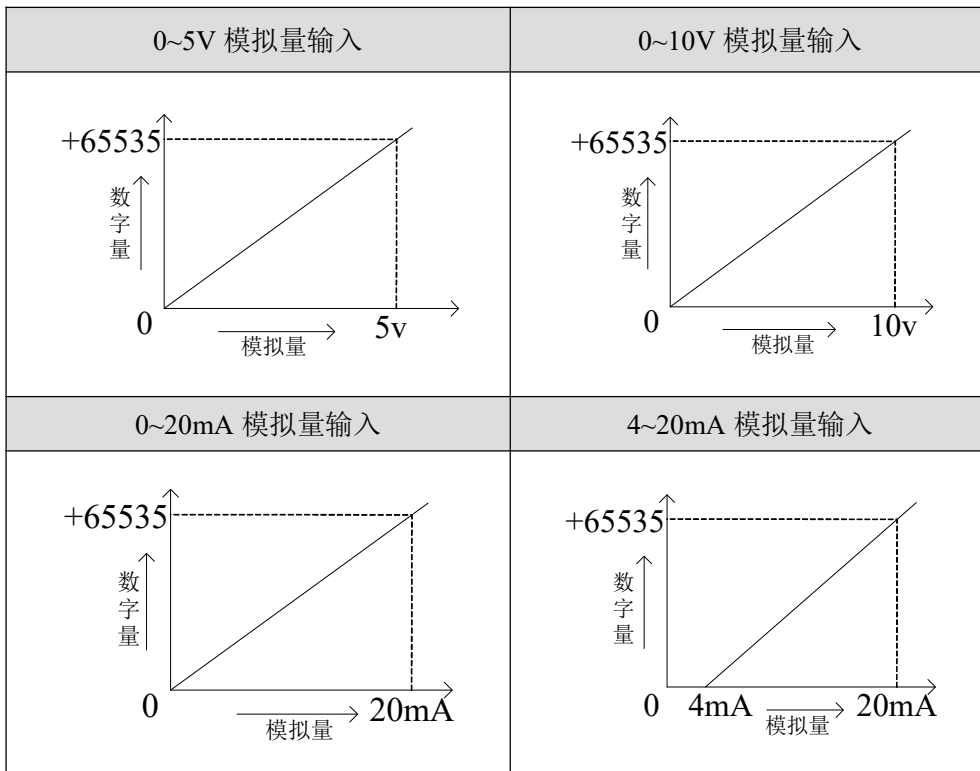 0~5V 模拟量输入
0~10V 模拟量输入
+65535
数字量
0
5v
模拟量
+65535
数字量
0
10v
模拟量
0~20mA 模拟量输入
4~20mA 模拟量输入
+65535
数字量
0
20mA
模拟量
+65535
数字量
0
4mA
20mA
模拟量